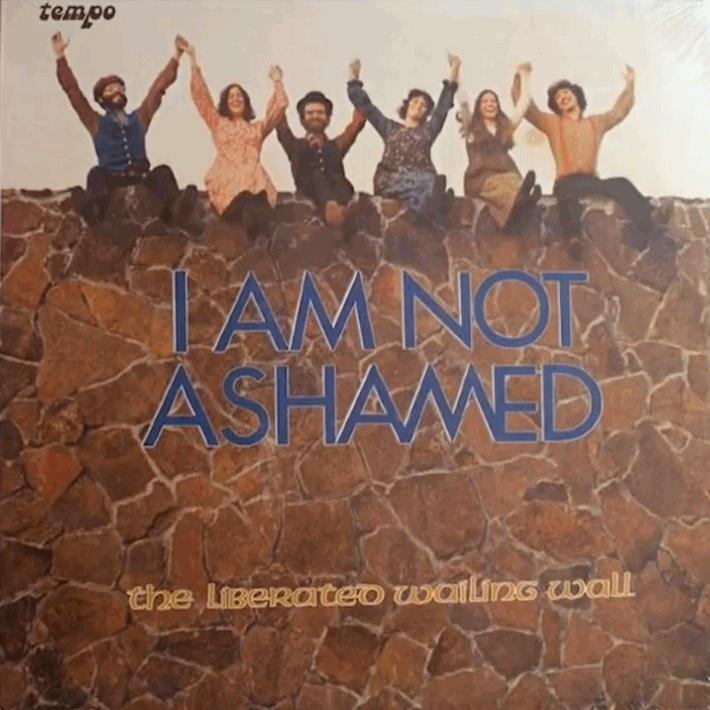 tempo
I AM NOT
ASHAMED
the liberated wailing wall